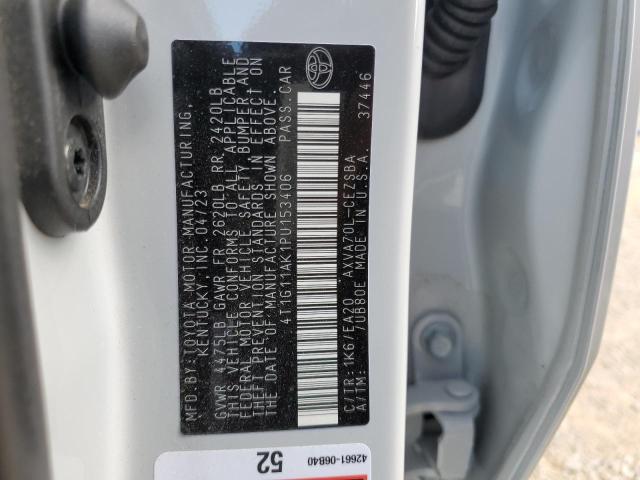 MFD. BY: TOYOTA MOTOR MANUFACTURING,
KENTUCKY, INC. 04/23
GVWR 4475LB GAWR FR 2620LB RR 2420LB
THIS VEHICLE CONFORMS TO ALL APPLICABLE
FEDERAL MOTOR VEHICLE SAFETY, BUMPER, AND
THEFT PREVENTION STANDARDS IN EFFECT ON
THE DATE OF MANUFACTURE SHOWN ABOVE.
4T1G11AK1PU153406 PASS. CAR
C/TR: 1K6/EA20 AXVA70L-CEZSBA
A/TM: -/UB80E MADE IN U.S.A. 37446
42661-06B40
52